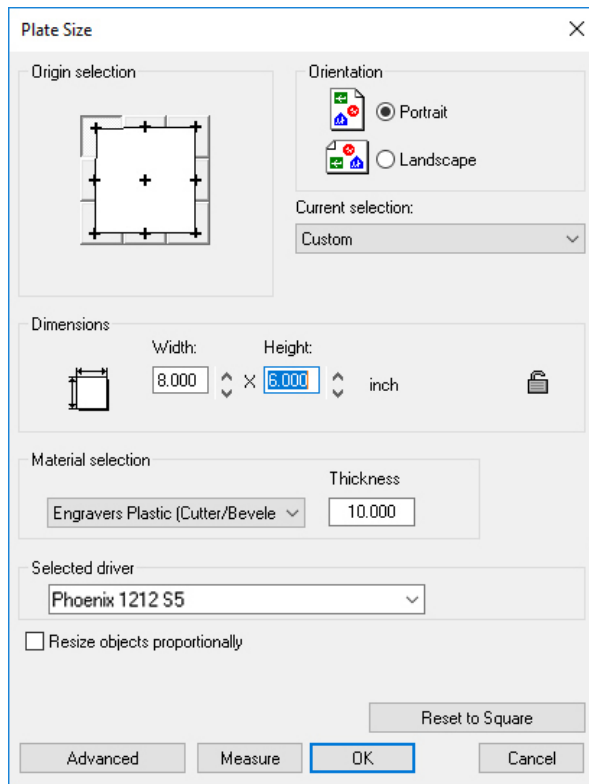 Plate Size
Origin selection
Orientation
Portrait
Landscape
Current selection:
Custom
Dimensions
Width: Height:
8.000 X 6.000 inch
Material selection
Thickness
Engravers Plastic (Cutter/Bevele 10.000
Selected driver
Phoenix 1212 S5
Resize objects proportionally
Reset to Square
Advanced Measure OK Cancel